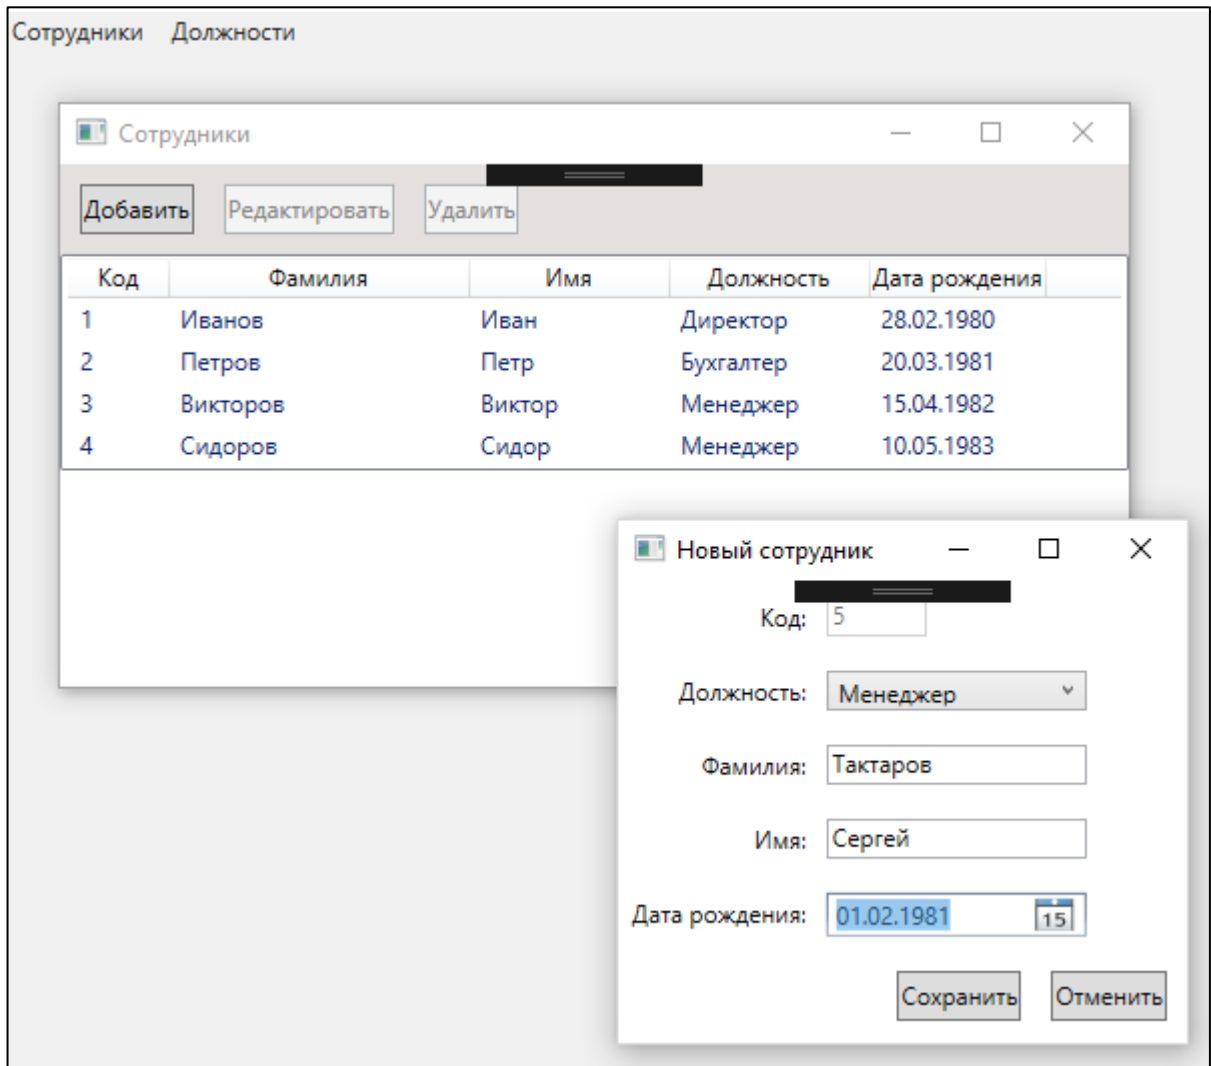 Сотрудники Должности
Сотрудники
Добавить Редактировать Удалить
Код Фамилия Имя Должность Дата рождения
1 Иванов Иван Директор 28.02.1980
2 Петров Петр Бухгалтер 20.03.1981
3 Викторов Виктор Менеджер 15.04.1982
4 Сидоров Сидор Менеджер 10.05.1983
Новый сотрудник
Код: 5
Должность: Менеджер
Фамилия: Тактаров
Имя: Сергей
Дата рождения: 01.02.1981 15
Сохранить Отменить